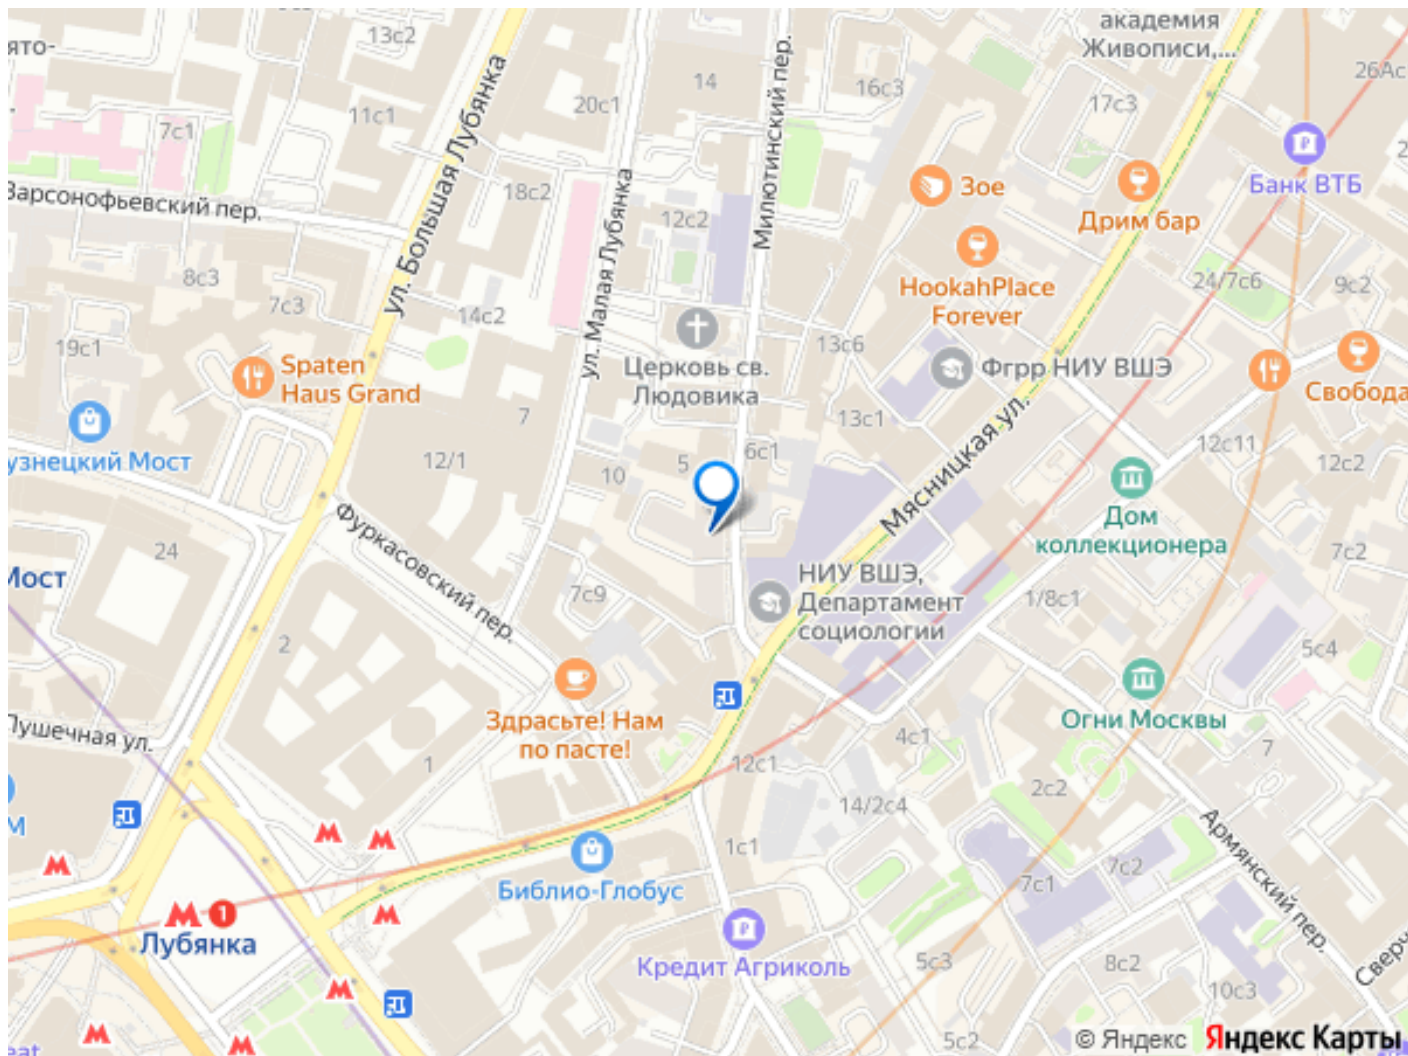 академия
Живописи,...
13с2
ято-
26Ас
14
16с3
20с1
17с3
11с1
7с1
Банк ВТБ
Зое
Варсонофьевский пер.
18с2
ул. Большая Лубянка
ул. Малая Лубянка
Милютинский пер.
12с2
Дрим бар
8с3
7с3
14с2
HookahPlace
Forever
24/7с6
9с2
19с1
13с6
Spaten
Haus Grand
Церковь св.
Людовика
Фгрр НИУ ВШЭ
Свобода
7
13с1
Мясницкая ул.
12с11
узнецкий Мост
12/1
10
5
6с1
12с2
Дом
коллекционера
24
Фуркасовский пер.
7с2
Мост
7с9
НИУ ВШЭ,
Департамент
социологии
1/8с1
2
5с4
Пушечная ул.
Здрасьте! Нам
по пасте!
Огни Москвы
4с1
7
1
12с1
2с2
14/2с4
М
1с1
7с2
Армянский пер.
Библио-Глобус
7с1
1
Лубянка
Кредит Агриколь
5с3
8с2
Сверч
10с3
5с2
eat
© Яндекс Яндекс Карты